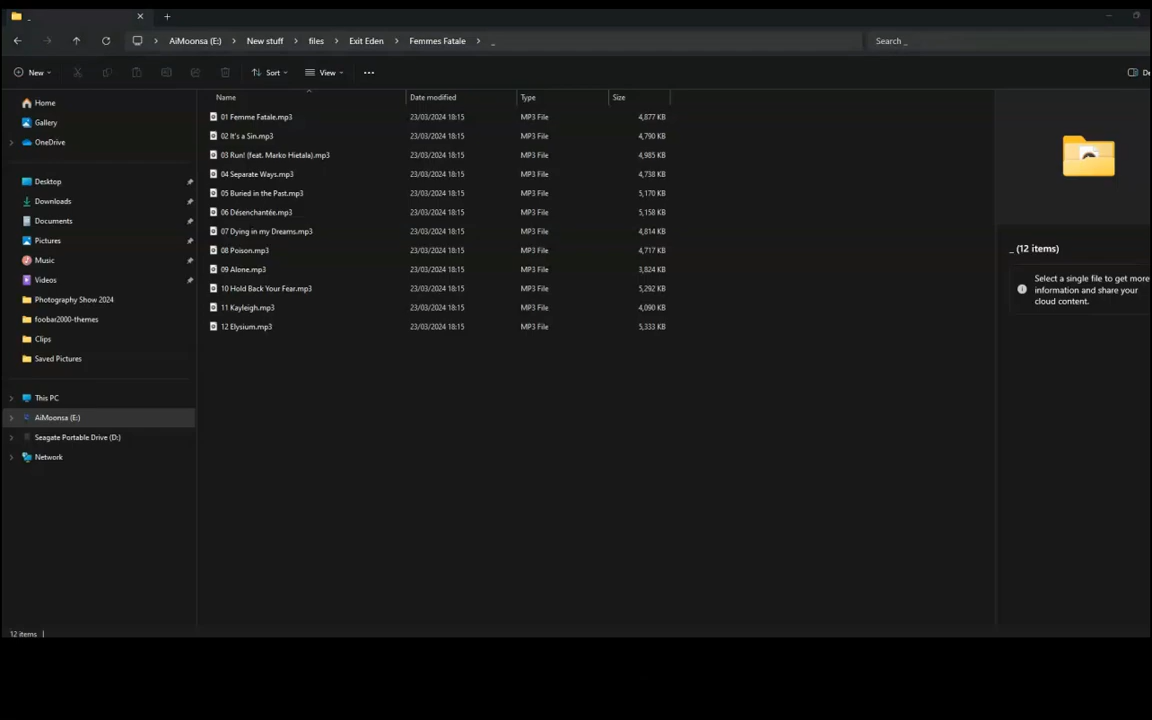 _
AiMoonsa (E:) New stuff files Exit Eden Femmes Fatale _
Search _
New Sort View
Name Date modified Type Size
01 Femme Fatale.mp3 23/03/2024 18:15 MP3 File 4,877 KB
02 It's a Sin.mp3 23/03/2024 18:15 MP3 File 4,790 KB
03 Run! (feat. Marko Hietala).mp3 23/03/2024 18:15 MP3 File 4,985 KB
04 Separate Ways.mp3 23/03/2024 18:15 MP3 File 4,738 KB
05 Buried in the Past.mp3 23/03/2024 18:15 MP3 File 5,170 KB
06 Désenchantée.mp3 23/03/2024 18:15 MP3 File 5,158 KB
07 Dying in my Dreams.mp3 23/03/2024 18:15 MP3 File 4,814 KB
08 Poison.mp3 23/03/2024 18:15 MP3 File 4,717 KB
09 Alone.mp3 23/03/2024 18:15 MP3 File 3,824 KB
10 Hold Back Your Fear.mp3 23/03/2024 18:15 MP3 File 5,292 KB
11 Kayleigh.mp3 23/03/2024 18:15 MP3 File 4,090 KB
12 Elysium.mp3 23/03/2024 18:15 MP3 File 5,333 KB
Home
Gallery
OneDrive
Desktop
Downloads
Documents
Pictures
Music
Videos
Photography Show 2024
foobar2000-themes
Clips
Saved Pictures
This PC
AiMoonsa (E:)
Seagate Portable Drive (D:)
Network
_ (12 items)
Select a single file to get more
information and share your
cloud content.
12 items